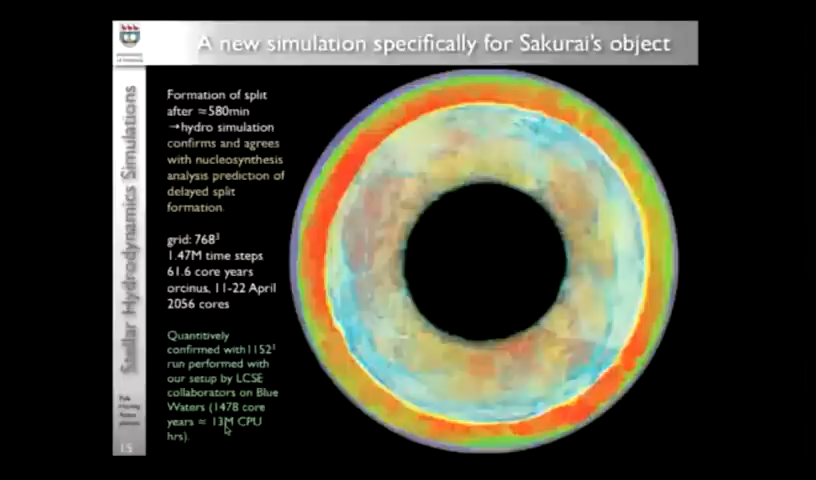 A new simulation specifically for Sakurai's object
Stellar Hydrodynamics Simulations
Formation of split
after ≈580min
→hydro simulation
confirms and agrees
with nucleosynthesis
analysis prediction of
delayed split
formation.
grid: 768³
1.47M time steps
61.6 core years
orcinus, 11-22 April
2056 cores
Quantitively
confirmed with1152³
run performed with
our setup by LCSE
collaborators on Blue
Waters (1478 core
years ≈ 13M CPU
hrs).
15